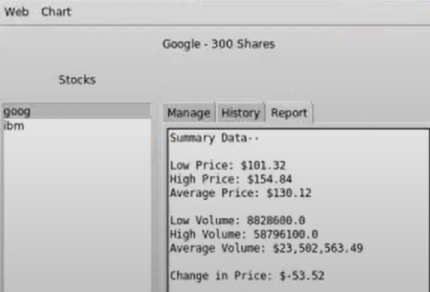 Web Chart
Google - 300 Shares
Stocks
goog
ibm
Manage History Report
Summary Data--
Low Price: $101.32
High Price: $154.84
Average Price: $130.12
Low Volume: 8828600.0
High Volume: 58796100.0
Average Volume: $23,502,563.49
Change in Price: $-53.52